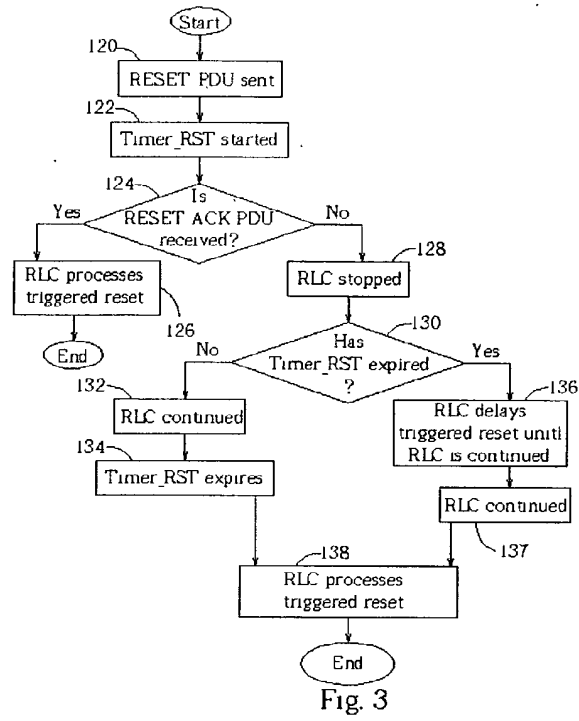 Start
120
RESET PDU sent
122
Timer_RST started
124
Is
RESET ACK PDU
received?
Yes
No
RLC processes
triggered reset
126
End
128
RLC stopped
130
Has
Timer_RST expired
?
No
Yes
132
RLC continued
134
Timer_RST expires
136
RLC delays
triggered reset unitl
RLC is continued
RLC continued
137
138
RLC processes
triggered reset
End
Fig. 3